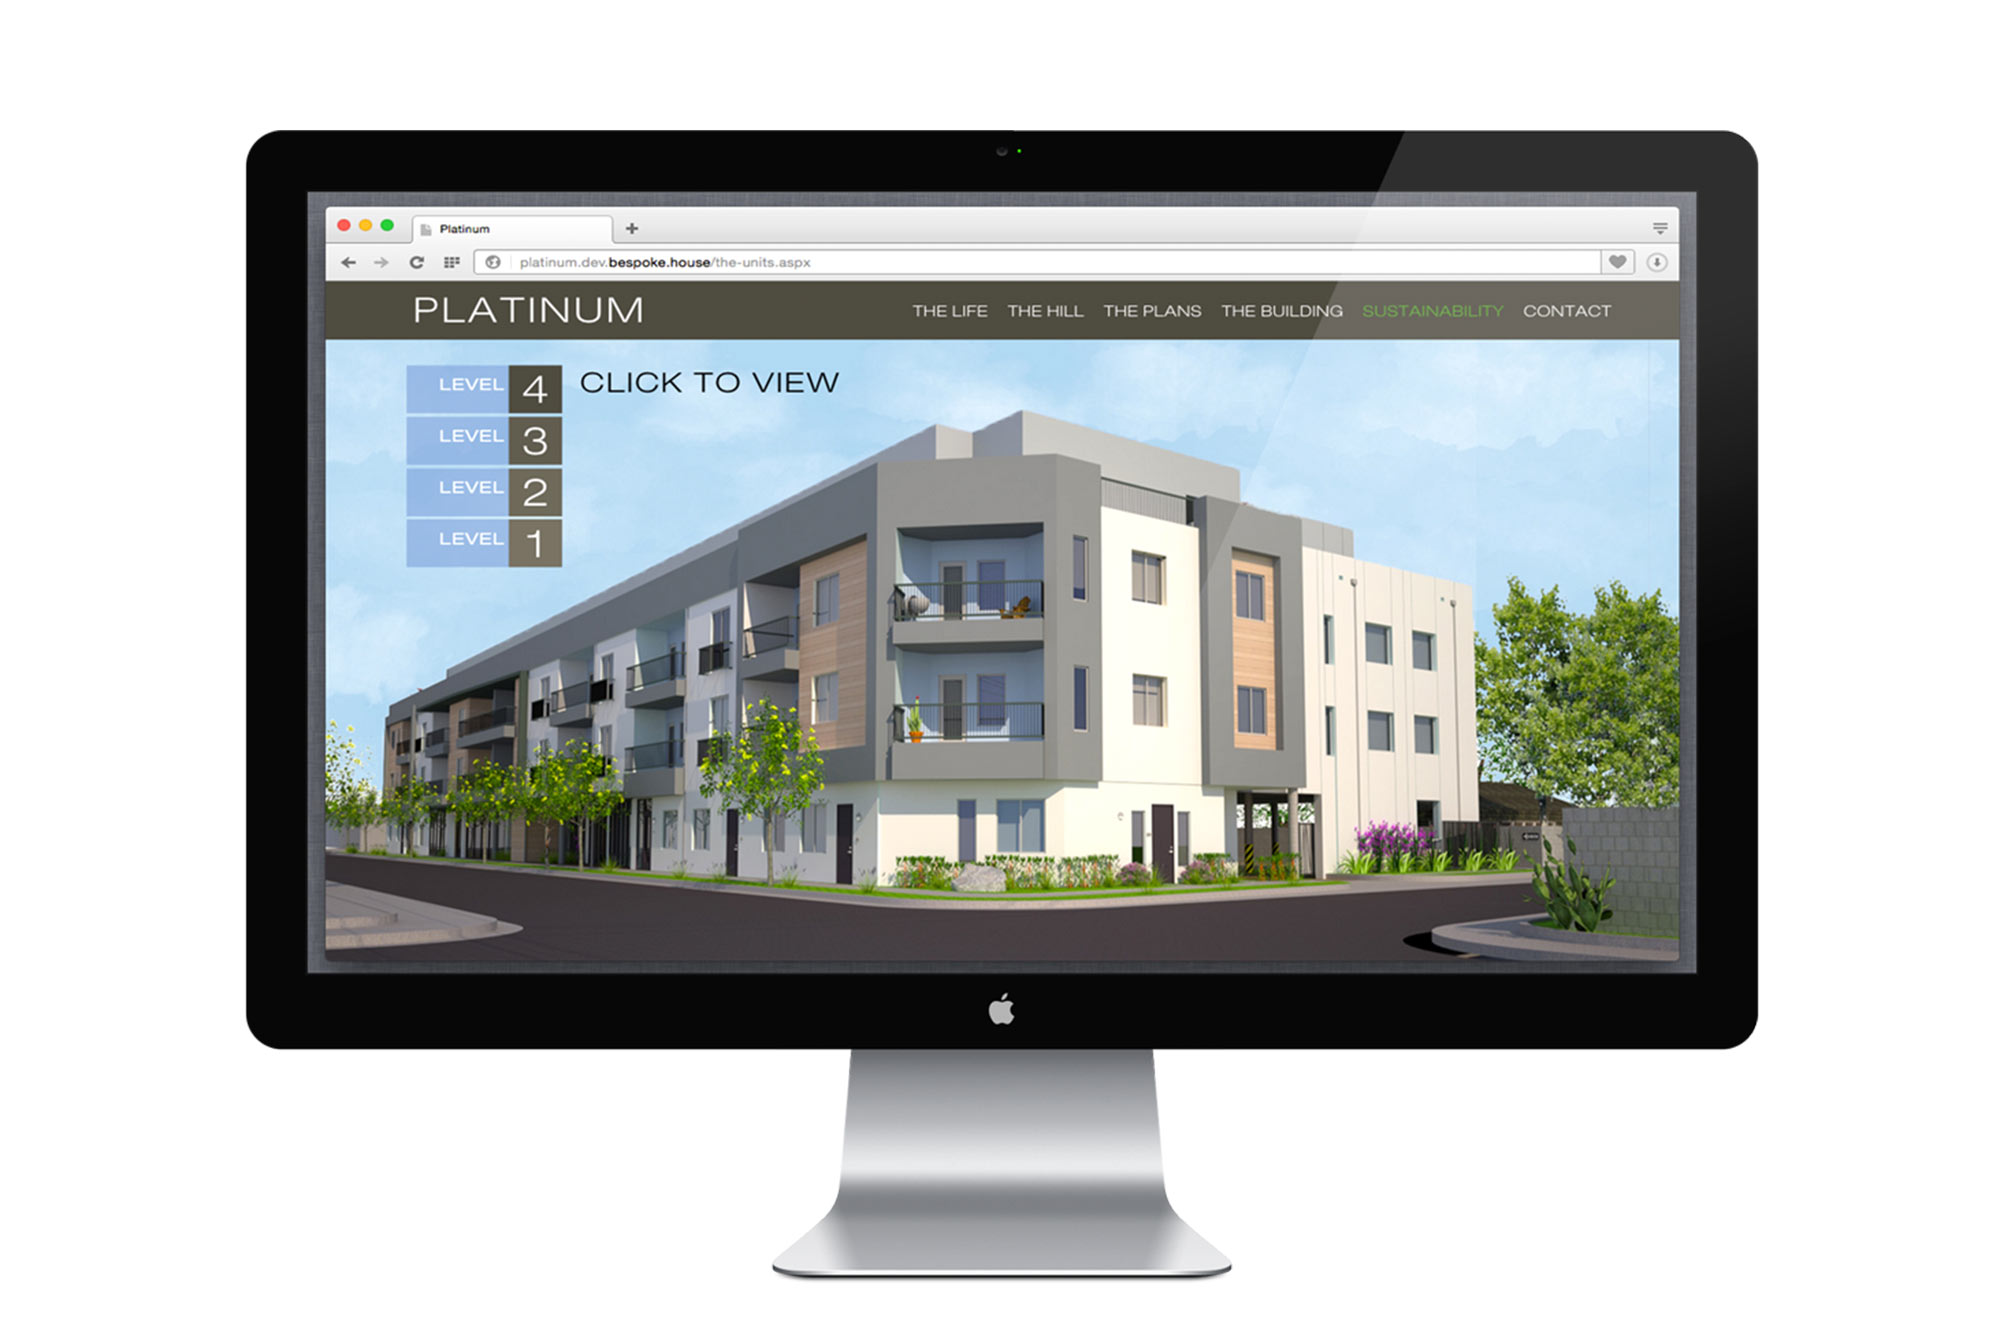 Platinum
platinum.dev.bespoke.house/the-units.aspx
PLATINUM
THE LIFE THE HILL THE PLANS THE BUILDING SUSTAINABILITY CONTACT
LEVEL 4 CLICK TO VIEW
LEVEL 3
LEVEL 2
LEVEL 1